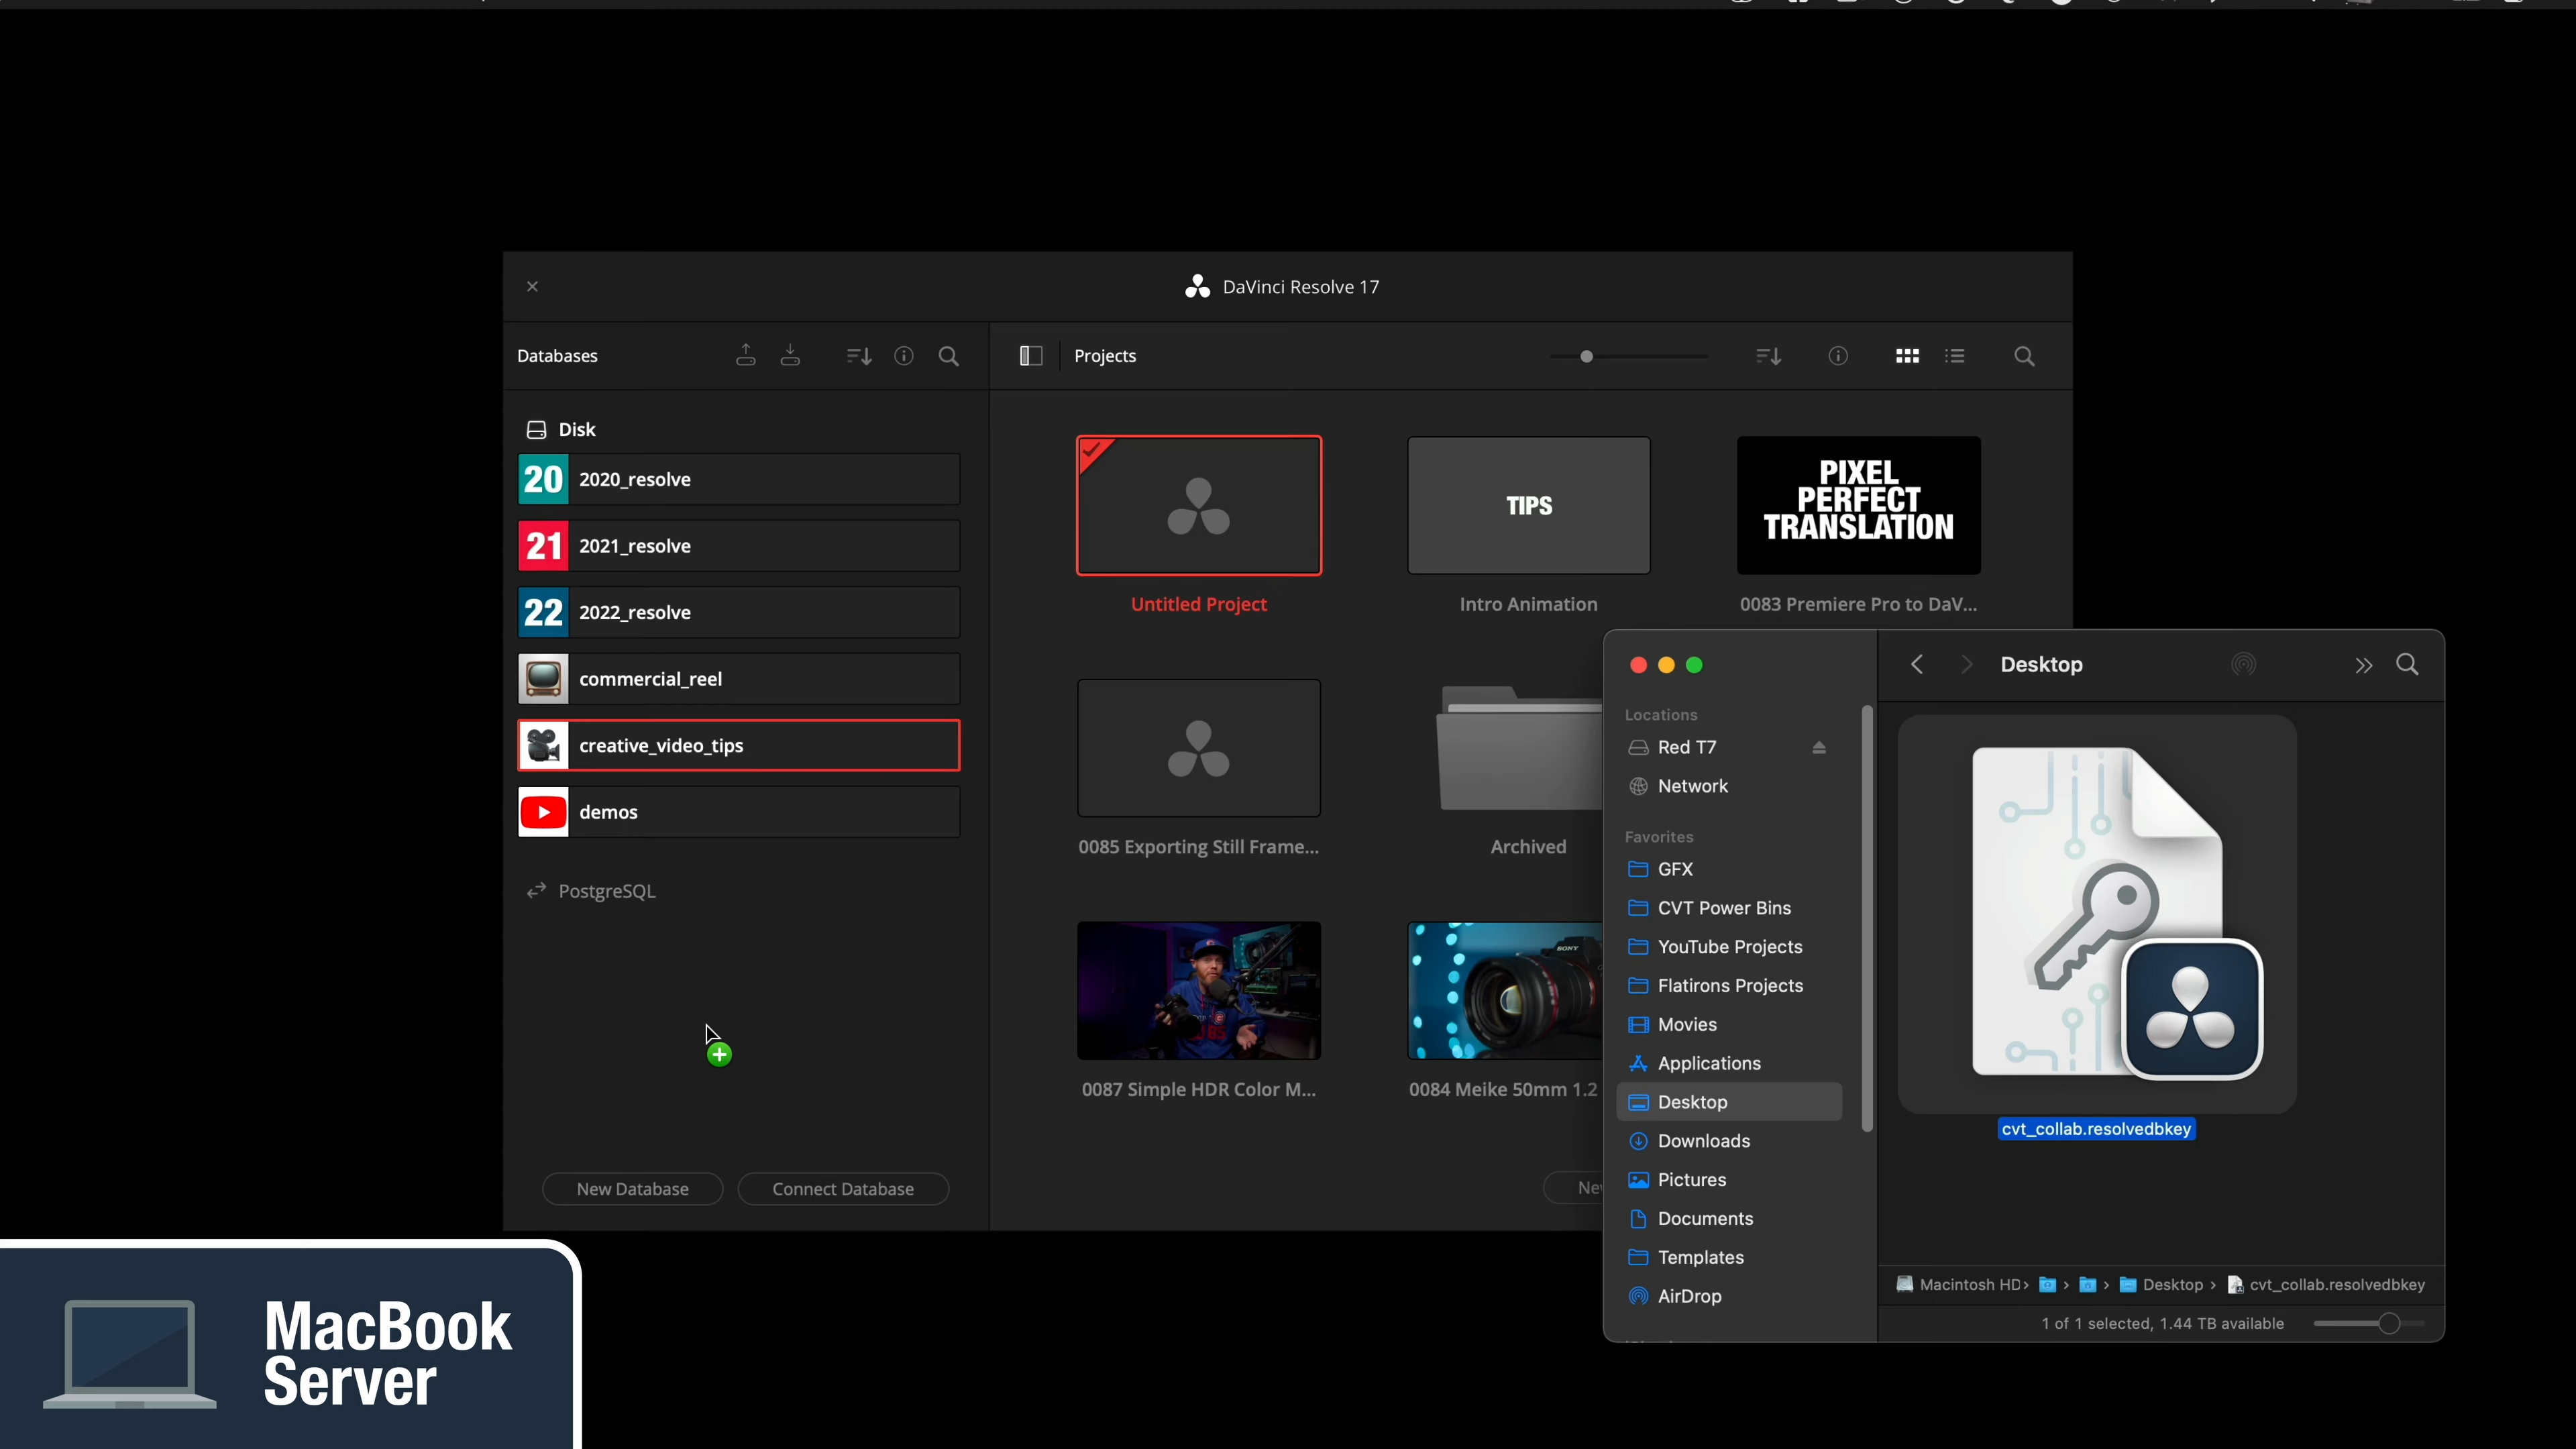 DaVinci Resolve 17
Databases
Projects
Disk
20 2020_resolve
21 2021_resolve
22 2022_resolve
commercial_reel
creative_video_tips
demos
PostgreSQL
New Database
Connect Database
TIPS
PIXEL
PERFECT
TRANSLATION
Untitled Project
Intro Animation
0083 Premiere Pro to DaV...
0085 Exporting Still Frame...
Archived
SONY
0087 Simple HDR Color M...
0084 Meike 50mm 1.2
Ne
Desktop
Locations
Red T7
Network
Favorites
GFX
CVT Power Bins
YouTube Projects
Flatirons Projects
Movies
Applications
Desktop
Downloads
Pictures
Documents
Templates
AirDrop
cvt_collab.resolvedbkey
Macintosh HD › › › Desktop › cvt_collab.resolvedbkey
1 of 1 selected, 1.44 TB available
MacBook
Server